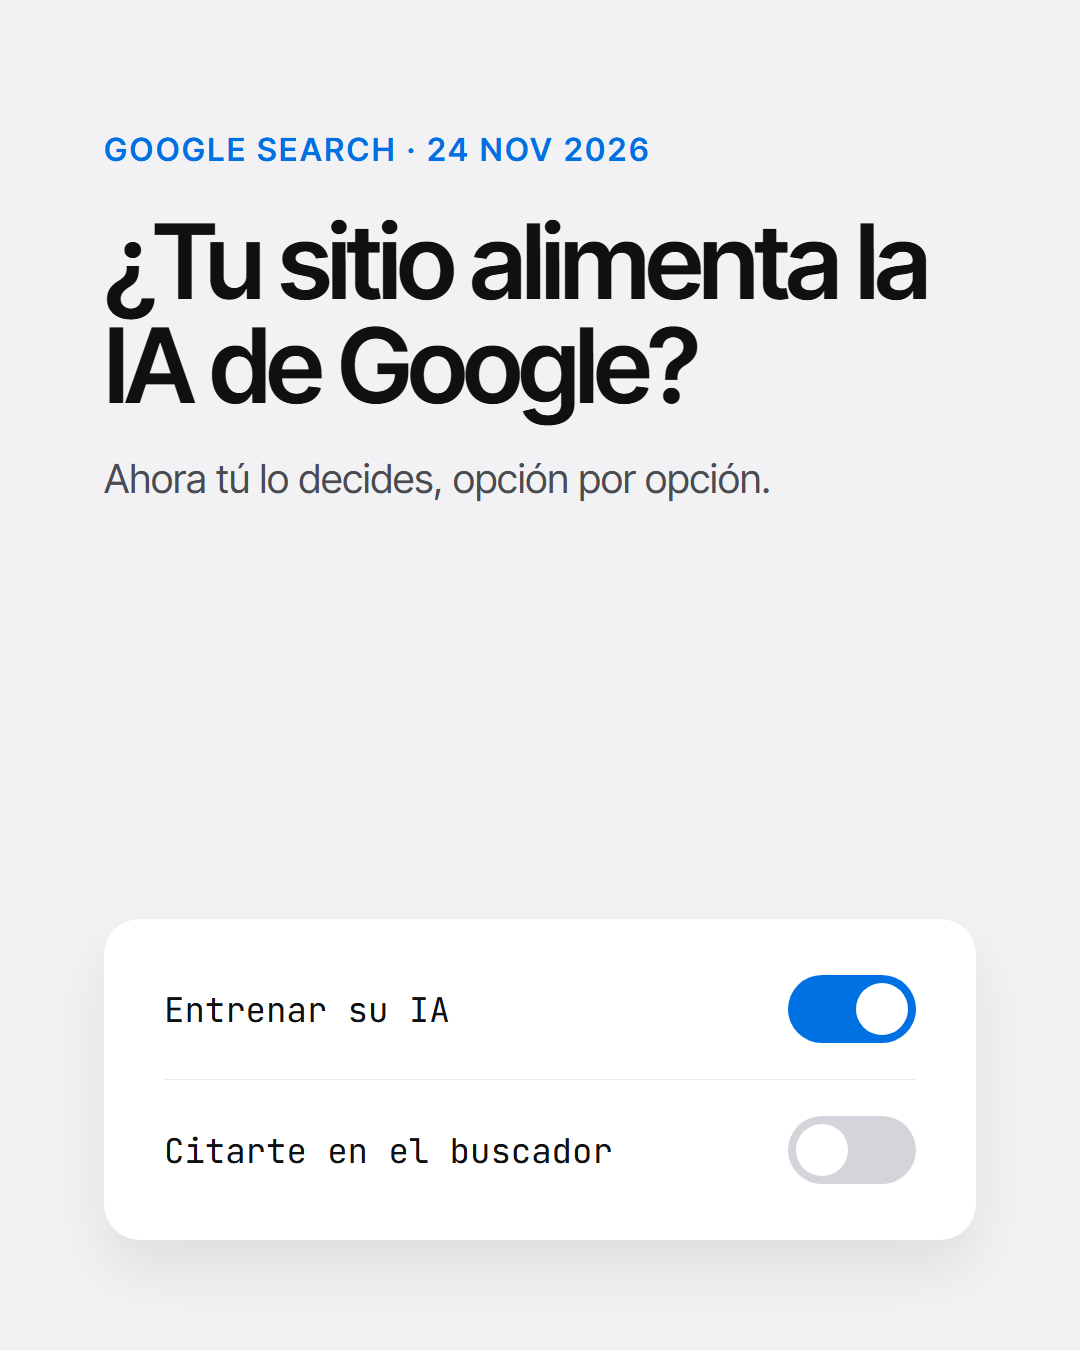 GOOGLE SEARCH · 24 NOV 2026
¿Tu sitio alimenta la
IA de Google?
Ahora tú lo decides, opción por opción.
Entrenar su IA
Citarte en el buscador